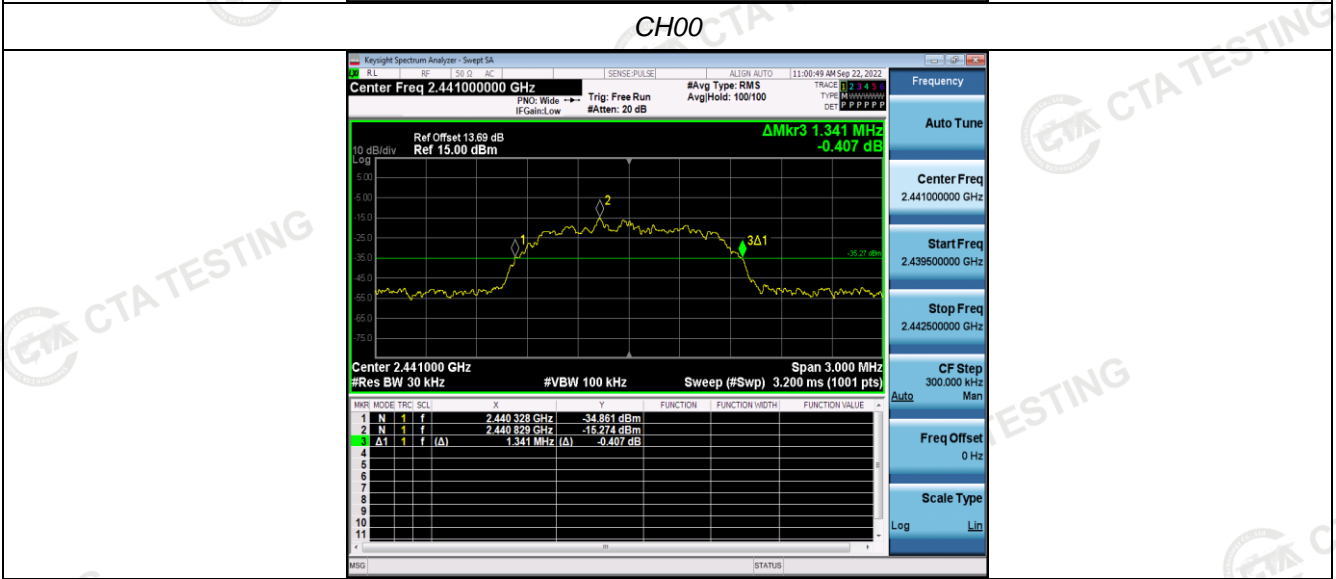 CH00
Keysight Spectrum Analyzer - Swept SA
RL RF 50 Ω AC SENSE:PULSE ALIGN AUTO 11:00:49 AM Sep 22, 2022
Center Freq 2.441000000 GHz
PNO: Wide
IFGain:Low
Trig: Free Run
#Atten: 20 dB
#Avg Type: RMS
Avg|Hold: 100/100
TRACE 1 2 3 4 5 6
TYPE M W W W W W
DET P P P P P P
Frequency
Auto Tune
Center Freq
2.441000000 GHz
Start Freq
2.439500000 GHz
Stop Freq
2.442500000 GHz
CF Step
300.000 kHz
Auto Man
Freq Offset
0 Hz
Scale Type
Log Lin
ΔMkr3 1.341 MHz
-0.407 dB
Ref Offset 13.69 dB
10 dB/div Ref 15.00 dBm
Log
5.00
-5.00
-15.0
-25.0
-35.0
-45.0
-55.0
-65.0
-75.0
1
2
3Δ1
-35.27 dBm
Center 2.441000 GHz Span 3.000 MHz
#Res BW 30 kHz #VBW 100 kHz Sweep (#Swp) 3.200 ms (1001 pts)
MKR MODE TRC SCL X Y FUNCTION FUNCTION WIDTH FUNCTION VALUE
1 N 1 f 2.440 328 GHz -34.861 dBm
2 N 1 f 2.440 829 GHz -15.274 dBm
3 Δ1 1 f (Δ) 1.341 MHz (Δ) -0.407 dB
4
5
6
7
8
9
10
11
MSG STATUS
CTA TESTING
CTA TESTING
CTA TESTING